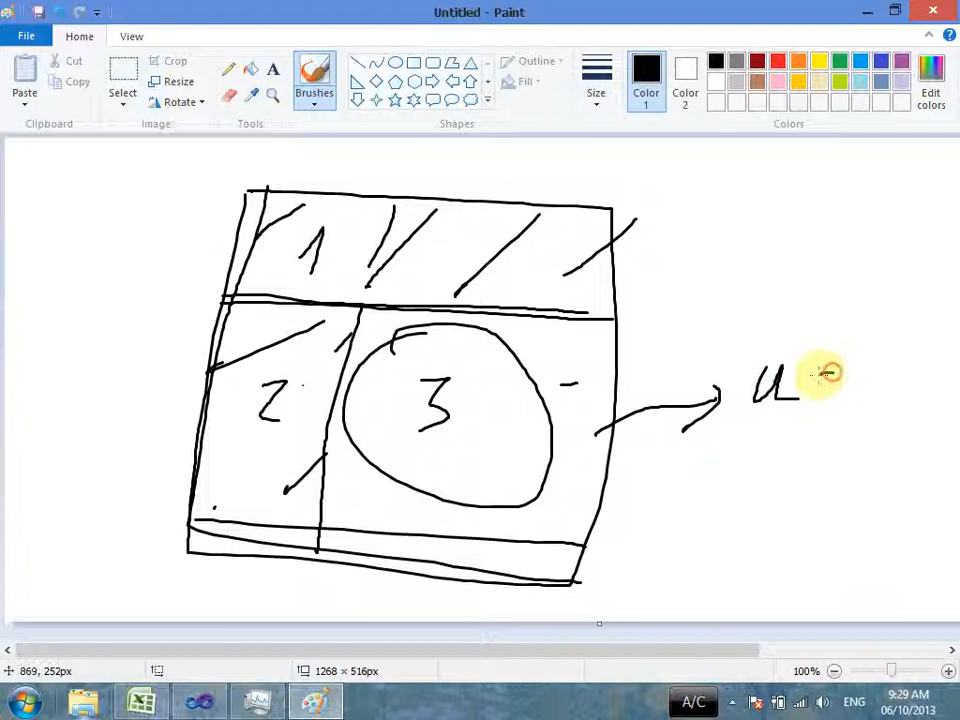 Untitled - Paint
File
Home
View
Paste
Cut
Copy
Clipboard
Select
Crop
Resize
Rotate
Image
A
Tools
Brushes
Outline
Fill
Shapes
Size
Color 1
Color 2
Edit colors
Colors
1
2
3
869, 252px
1268 × 516px
100%
A/C
ENG
9:29 AM
06/10/2013